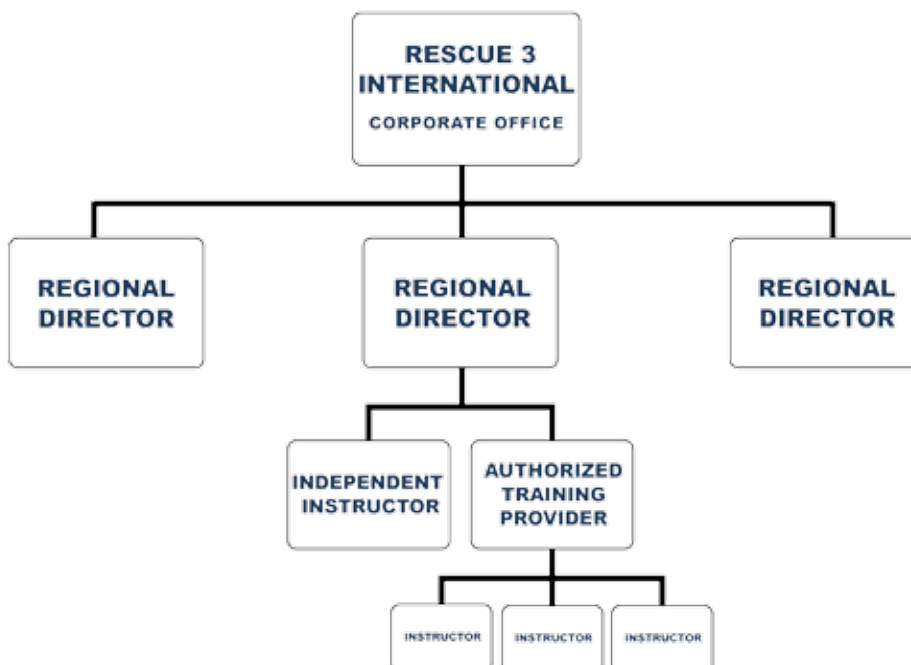 RESCUE 3
INTERNATIONAL
CORPORATE OFFICE
REGIONAL
DIRECTOR
REGIONAL
DIRECTOR
REGIONAL
DIRECTOR
INDEPENDENT
INSTRUCTOR
AUTHORIZED
TRAINING
PROVIDER
INSTRUCTOR
INSTRUCTOR
INSTRUCTOR